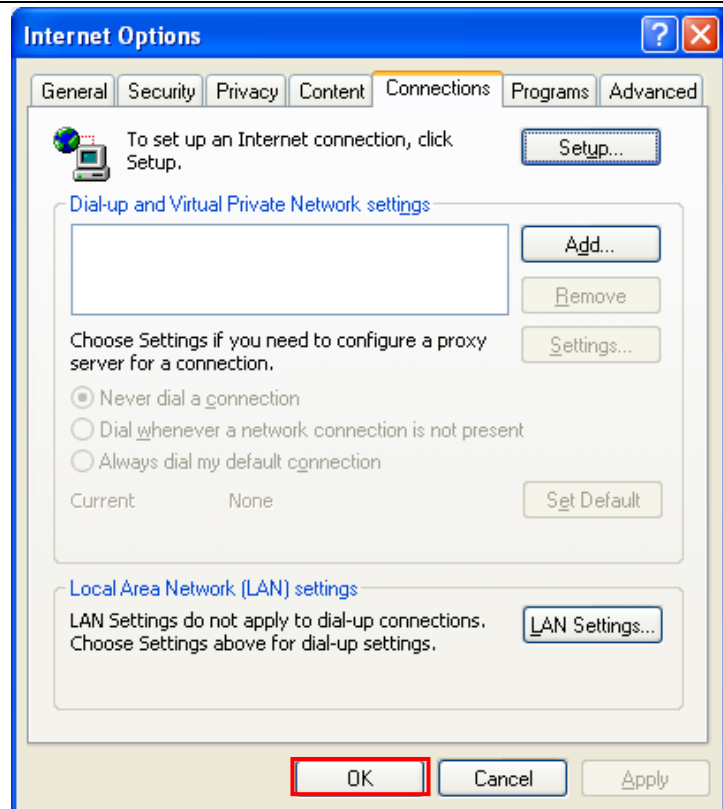 Internet Options
General Security Privacy Content Connections Programs Advanced
To set up an Internet connection, click
Setup.
Setup...
Dial-up and Virtual Private Network settings
Add...
Remove
Choose Settings if you need to configure a proxy
server for a connection.
Settings...
Never dial a connection
Dial whenever a network connection is not present
Always dial my default connection
Current None Set Default
Local Area Network (LAN) settings
LAN Settings do not apply to dial-up connections.
Choose Settings above for dial-up settings.
LAN Settings...
OK Cancel Apply